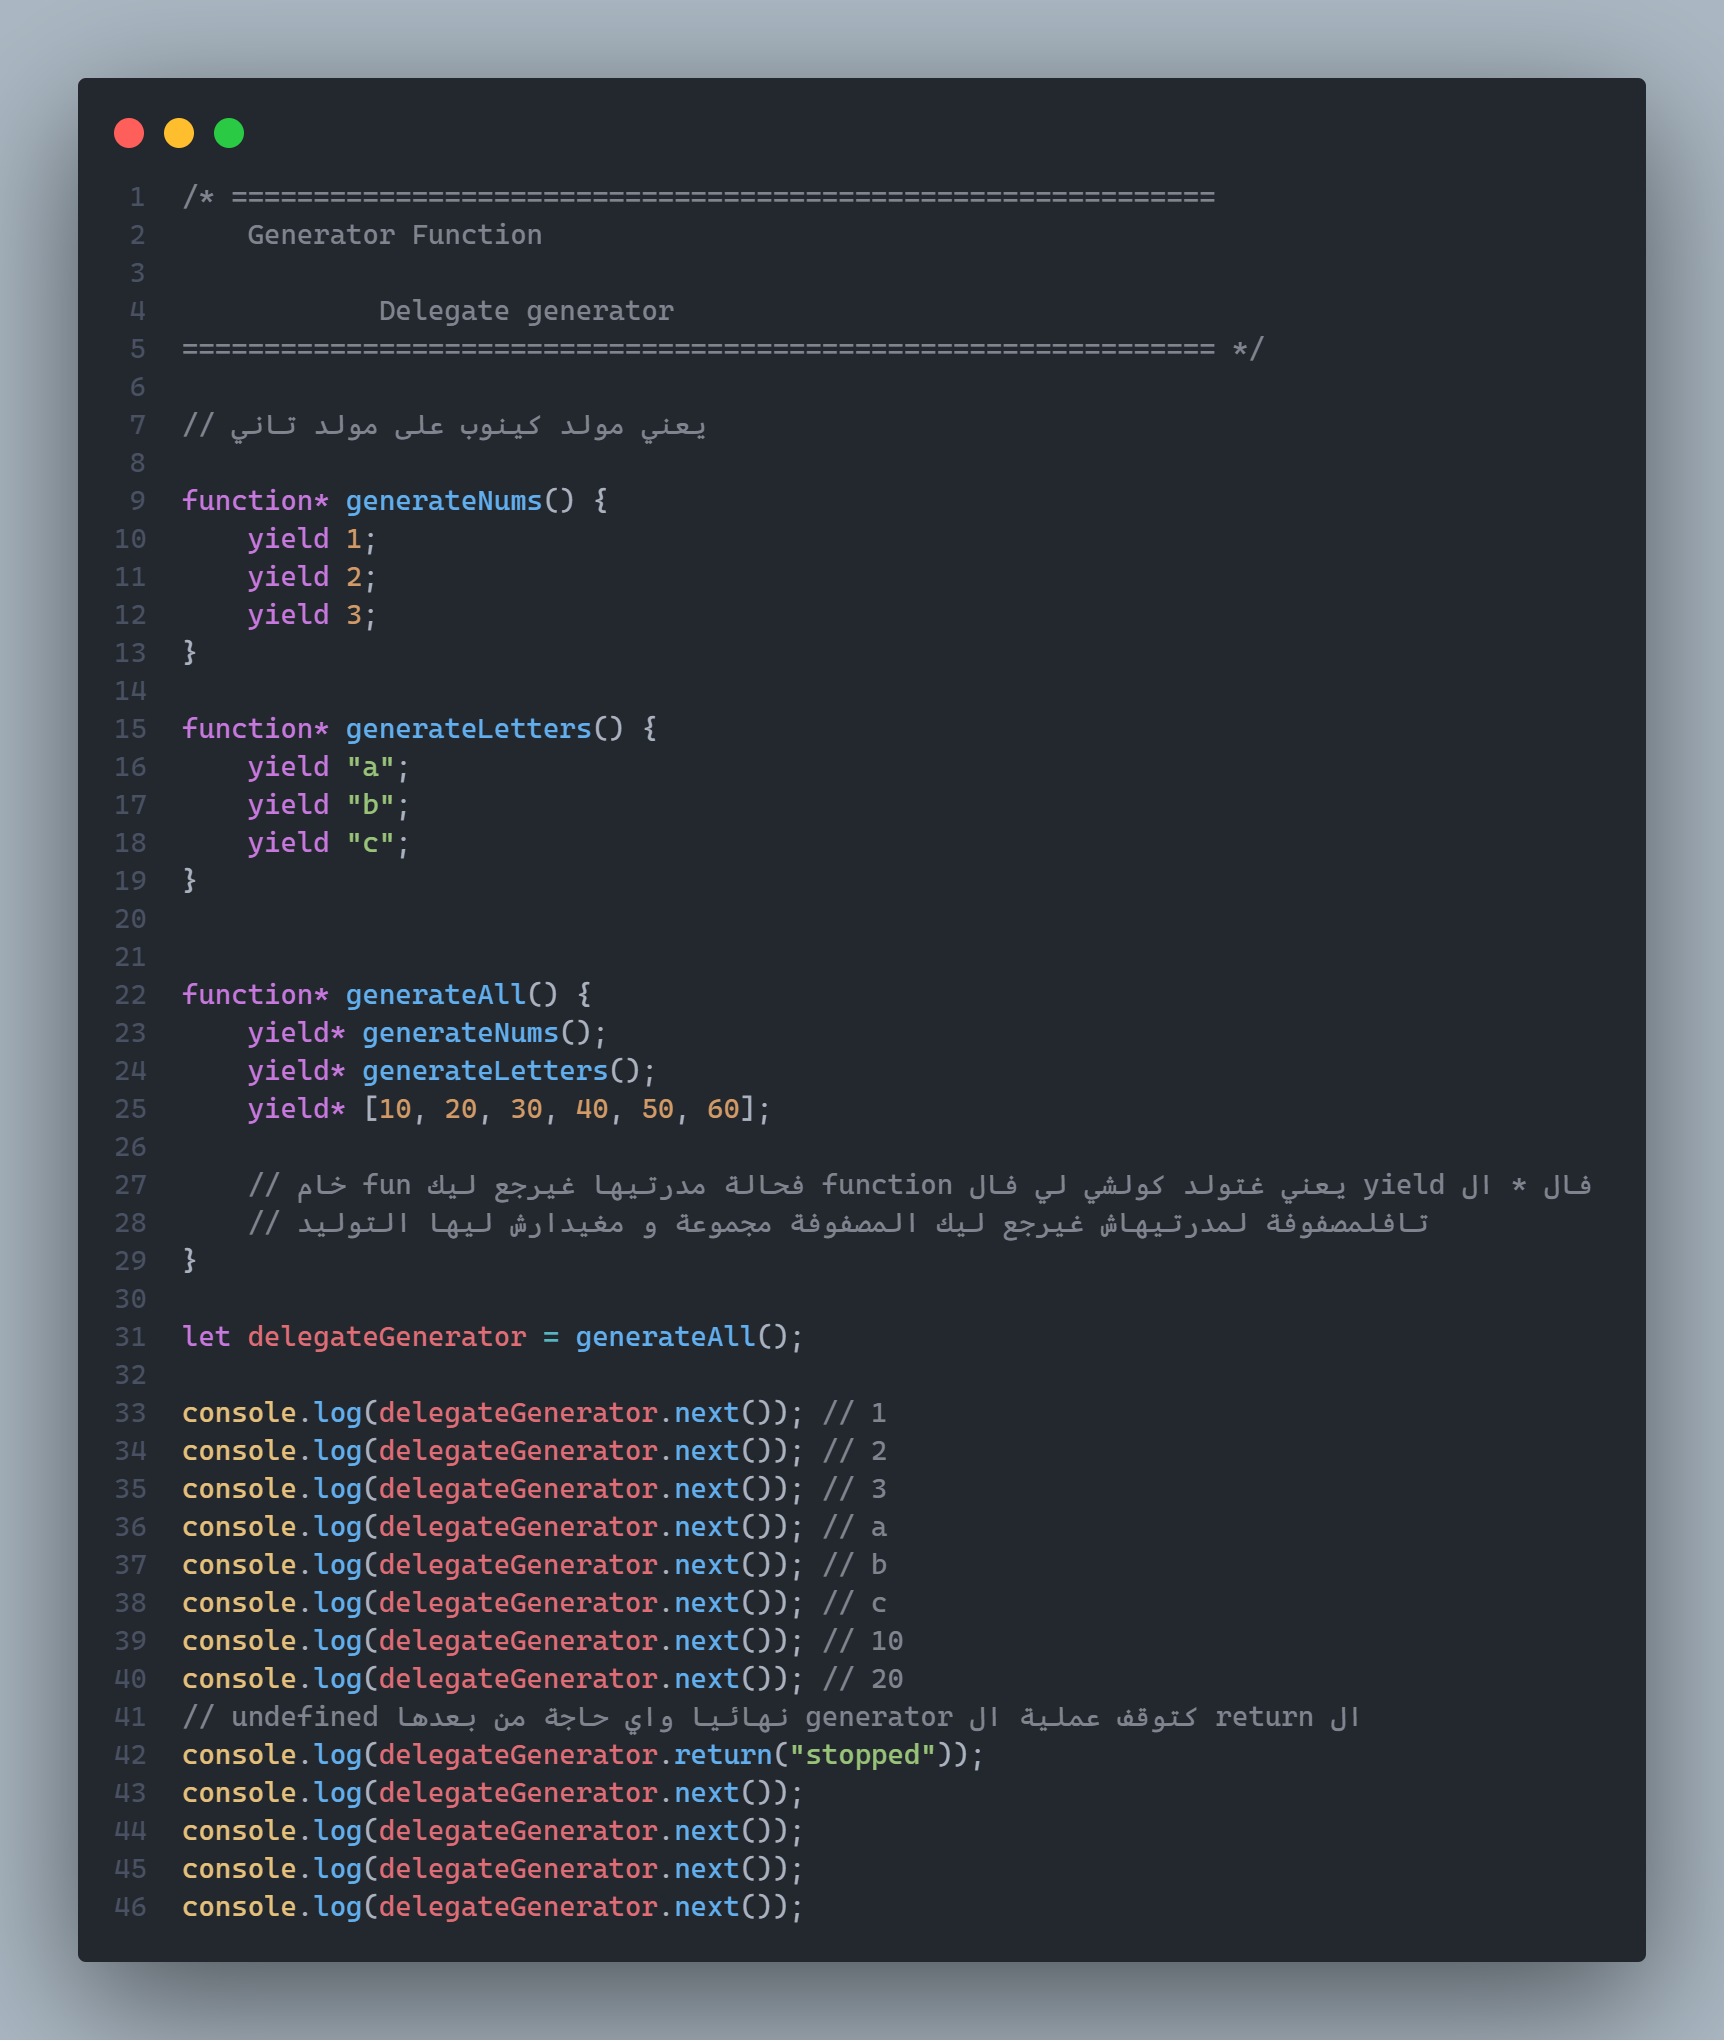 1 /* ============================================================
2 Generator Function
3
4 Delegate generator
5 =============================================================== */
6
7 // يعني مولد كينوب على مولد تاني
8
9 function* generateNums() {
10 yield 1;
11 yield 2;
12 yield 3;
13 }
14
15 function* generateLetters() {
16 yield "a";
17 yield "b";
18 yield "c";
19 }
20
21
22 function* generateAll() {
23 yield* generateNums();
24 yield* generateLetters();
25 yield* [10, 20, 30, 40, 50, 60];
26
27 // فال * ال yield يعني غتولد كولشي لي فال function فحالة مدرتيها غيرجع ليك fun خام
28 // تافلمصفوفة لمدرتيهاش غيرجع ليك المصفوفة مجموعة و مغيدارش ليها التوليد
29 }
30
31 let delegateGenerator = generateAll();
32
33 console.log(delegateGenerator.next()); // 1
34 console.log(delegateGenerator.next()); // 2
35 console.log(delegateGenerator.next()); // 3
36 console.log(delegateGenerator.next()); // a
37 console.log(delegateGenerator.next()); // b
38 console.log(delegateGenerator.next()); // c
39 console.log(delegateGenerator.next()); // 10
40 console.log(delegateGenerator.next()); // 20
41 // ال return كتوقف عملية ال generator نهائيا واي حاجة من بعدها undefined
42 console.log(delegateGenerator.return("stopped"));
43 console.log(delegateGenerator.next());
44 console.log(delegateGenerator.next());
45 console.log(delegateGenerator.next());
46 console.log(delegateGenerator.next());